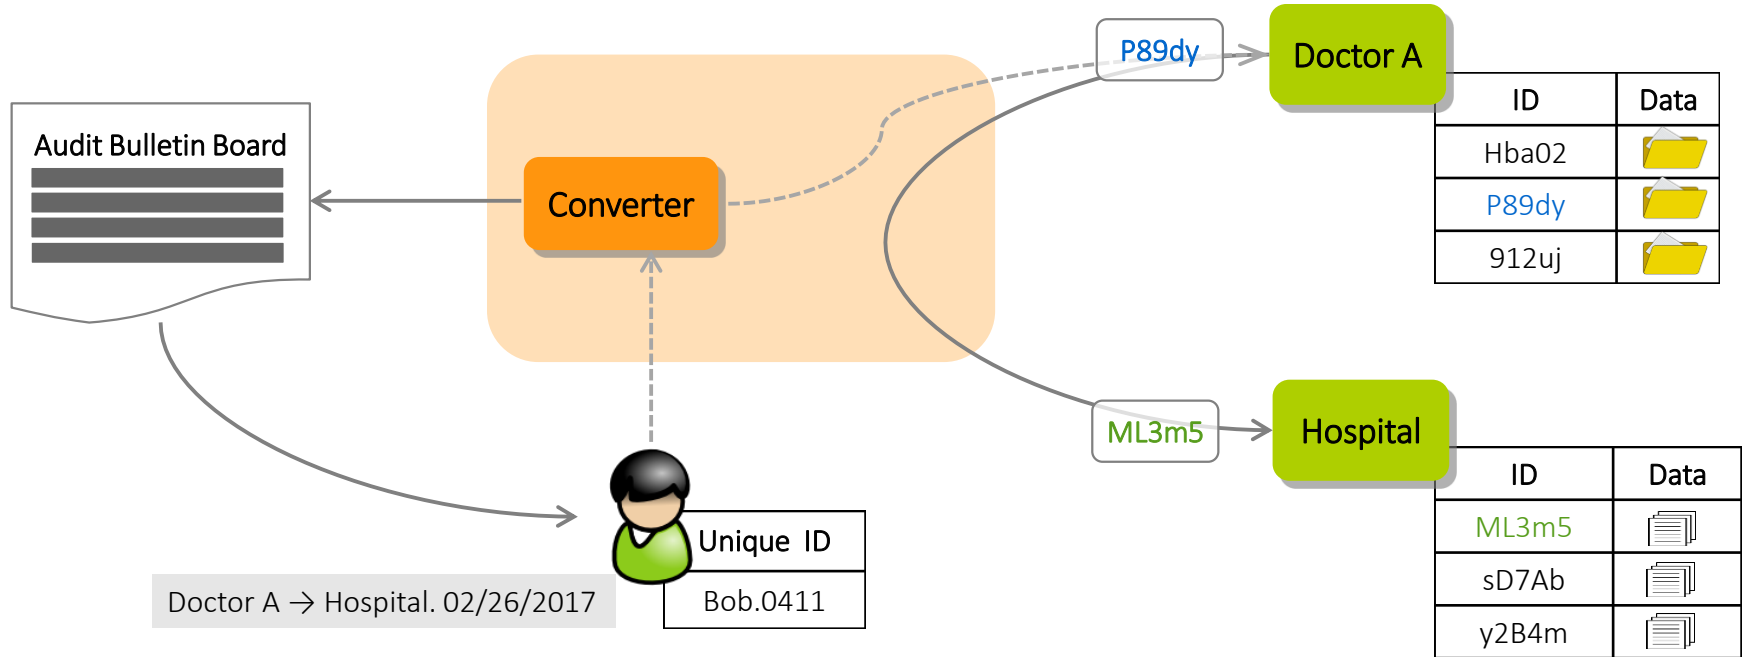 Audit Bulletin Board
Converter
P89dy
Doctor A
ID Data
Hba02
P89dy
912uj
ML3m5
Hospital
ID Data
ML3m5
sD7Ab
y2B4m
Unique ID
Bob.0411
Doctor A → Hospital. 02/26/2017